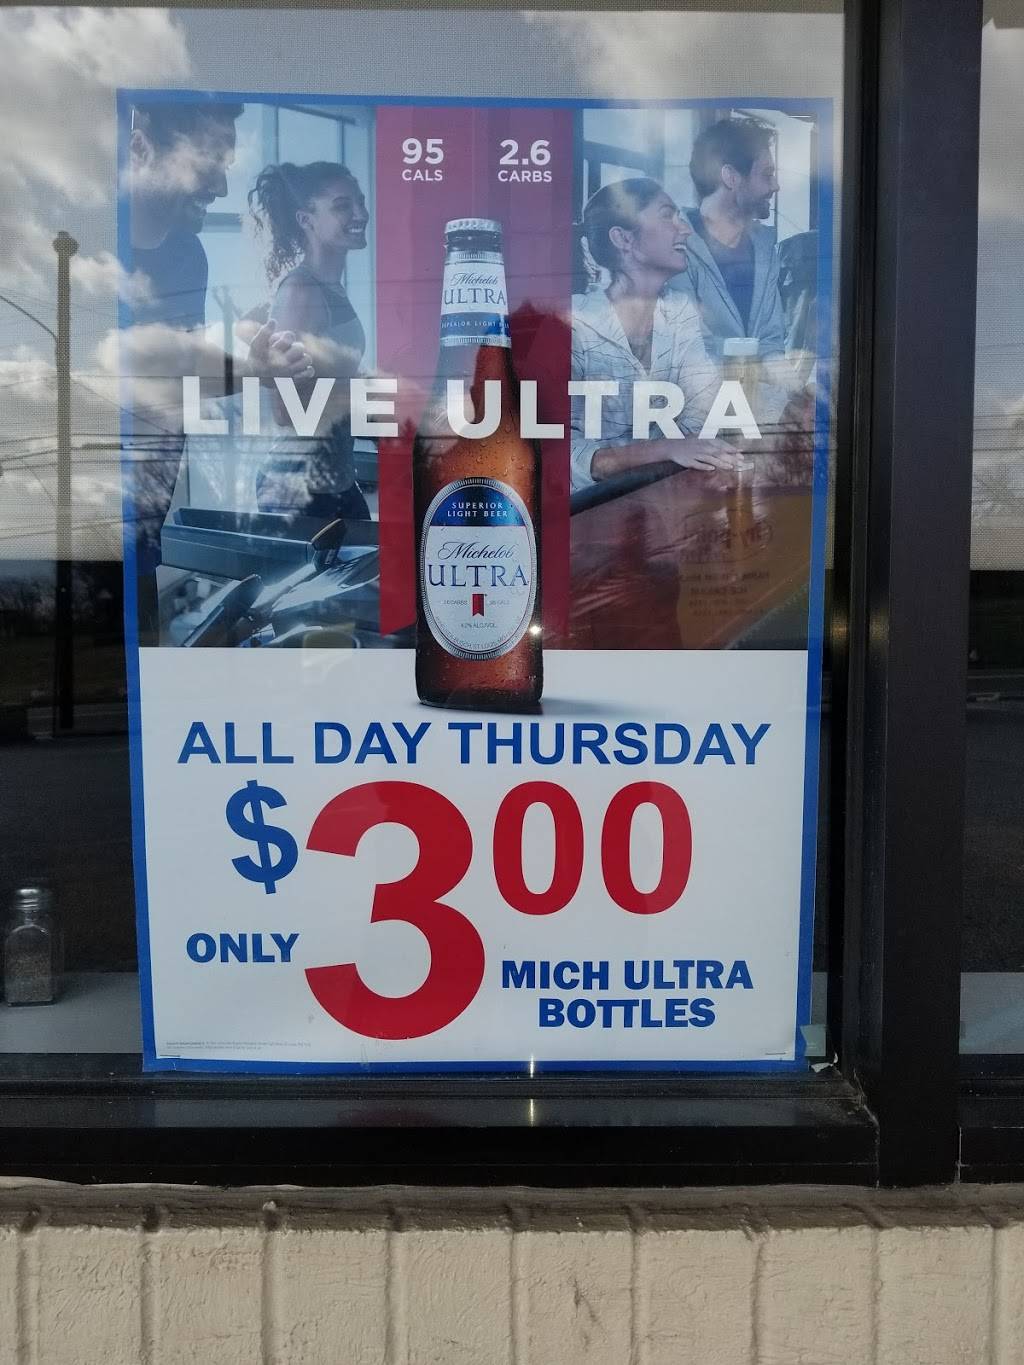 95 2.6
CALS CARBS
Michelob
ULTRA
SUPERIOR LIGHT
LIVE ULTRA
SUPERIOR
LIGHT BEER
Michelob
ULTRA
ALL DAY THURSDAY
$3.00
ONLY
MICH ULTRA
BOTTLES